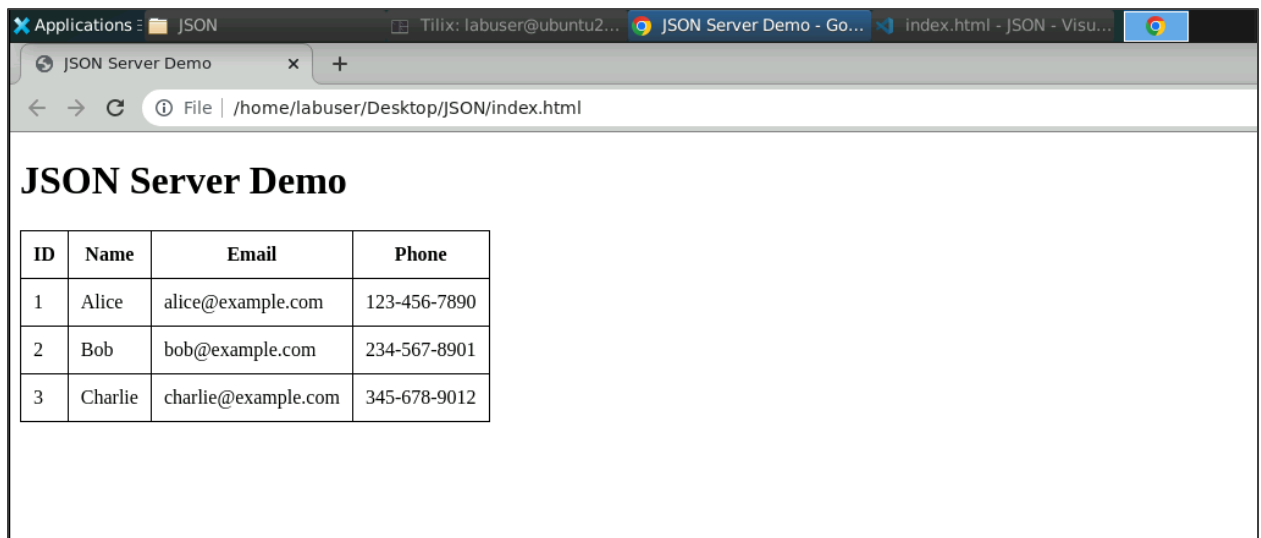 Applications JSON Tilix: labuser@ubuntu2... JSON Server Demo - Go... index.html - JSON - Visu...
JSON Server Demo
File /home/labuser/Desktop/JSON/index.html
JSON Server Demo
ID Name Email Phone
1 Alice alice@example.com 123-456-7890
2 Bob bob@example.com 234-567-8901
3 Charlie charlie@example.com 345-678-9012